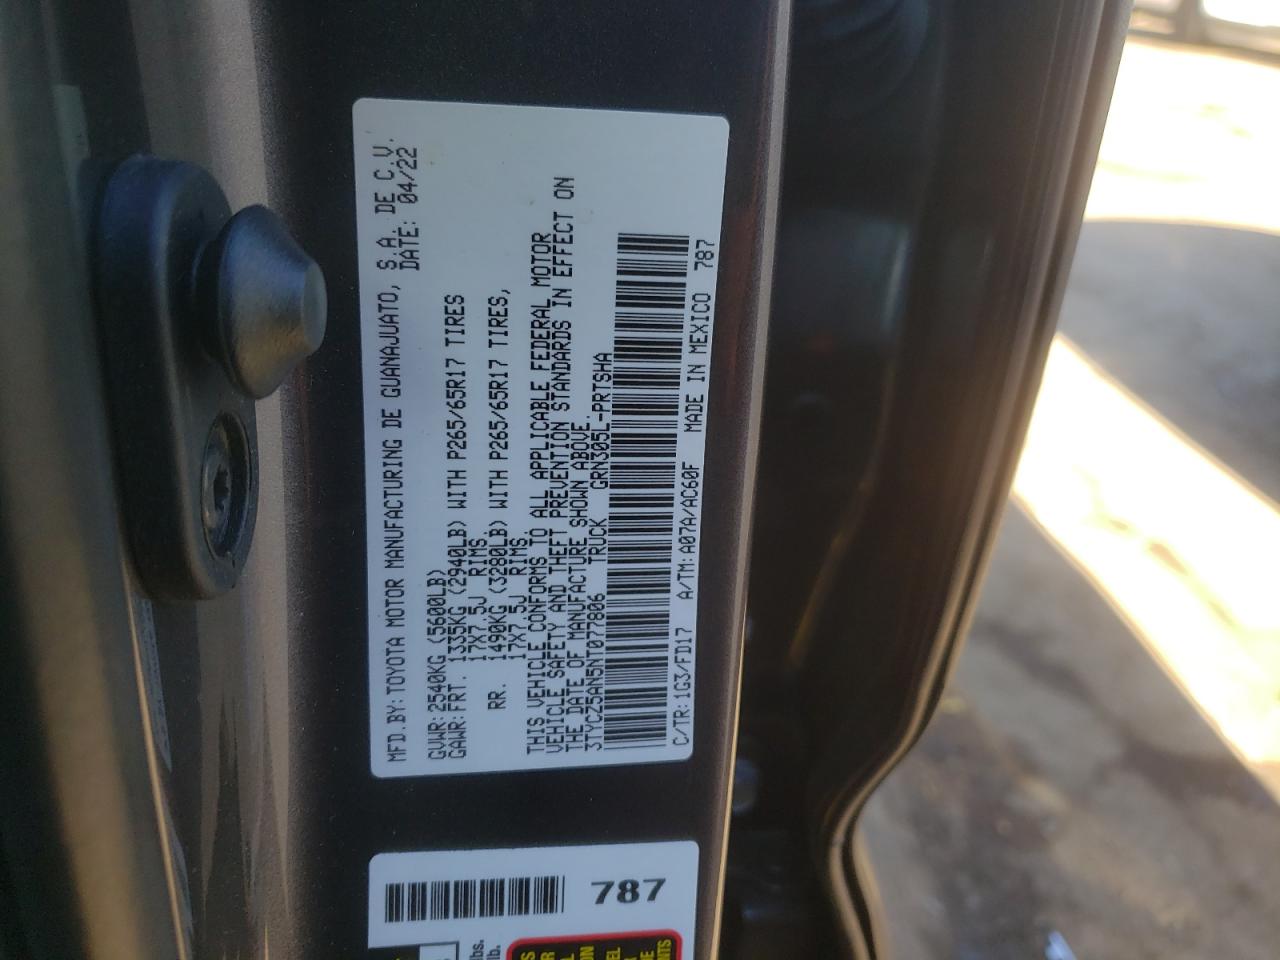 MFD.BY:TOYOTA MOTOR MANUFACTURING DE GUANAJUATO, S.A. DE C.V.
DATE: 04/22
GVWR:2540KG (5600LB)
GAWR:FRT. 1335KG (2940LB) WITH P265/65R17 TIRES
17X7.5J RIMS,
RR. 1490KG (3280LB) WITH P265/65R17 TIRES,
17X7.5J RIMS.
THIS VEHICLE CONFORMS TO ALL APPLICABLE FEDERAL MOTOR
VEHICLE SAFETY AND THEFT PREVENTION STANDARDS IN EFFECT ON
THE DATE OF MANUFACTURE SHOWN ABOVE.
3TYCZ5AN5NT077806 TRUCK GRN305L-PRTSHA
C/TR:1G3/FD17 A/TM:A07A/AC60F MADE IN MEXICO 787
787
lbs.
lb.